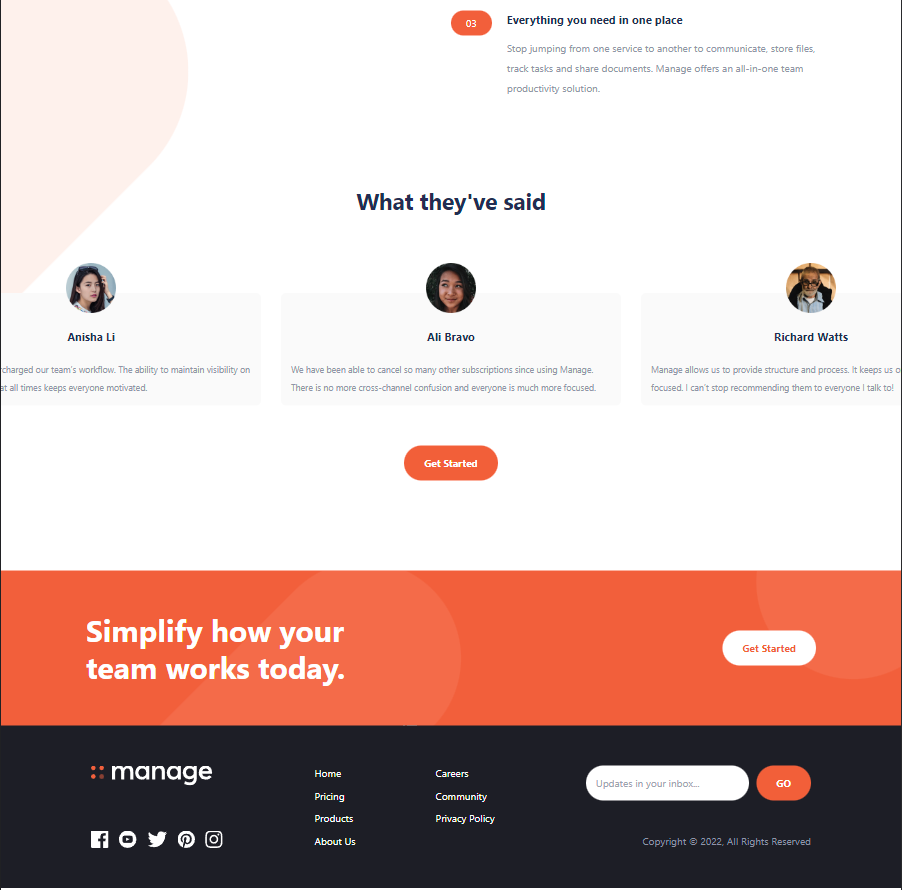 03
Everything you need in one place
Stop jumping from one service to another to communicate, store files,
track tasks and share documents. Manage offers an all-in-one team
productivity solution.
What they've said
Anisha Li
our team's workflow. The ability to maintain visibility on
at all times keeps everyone motivated.
Ali Bravo
We have been able to cancel so many other subscriptions since using Manage.
There is no more cross-channel confusion and everyone is much more focused.
Richard Watts
Manage allows us to provide structure and process. It keeps us
focused. I can't stop recommending them to everyone I talk to!
Get Started
Simplify how your
team works today.
Get Started
manage
Home
Pricing
Products
About Us
Careers
Community
Privacy Policy
Updates in your inbox...
GO
Copyright © 2022, All Rights Reserved